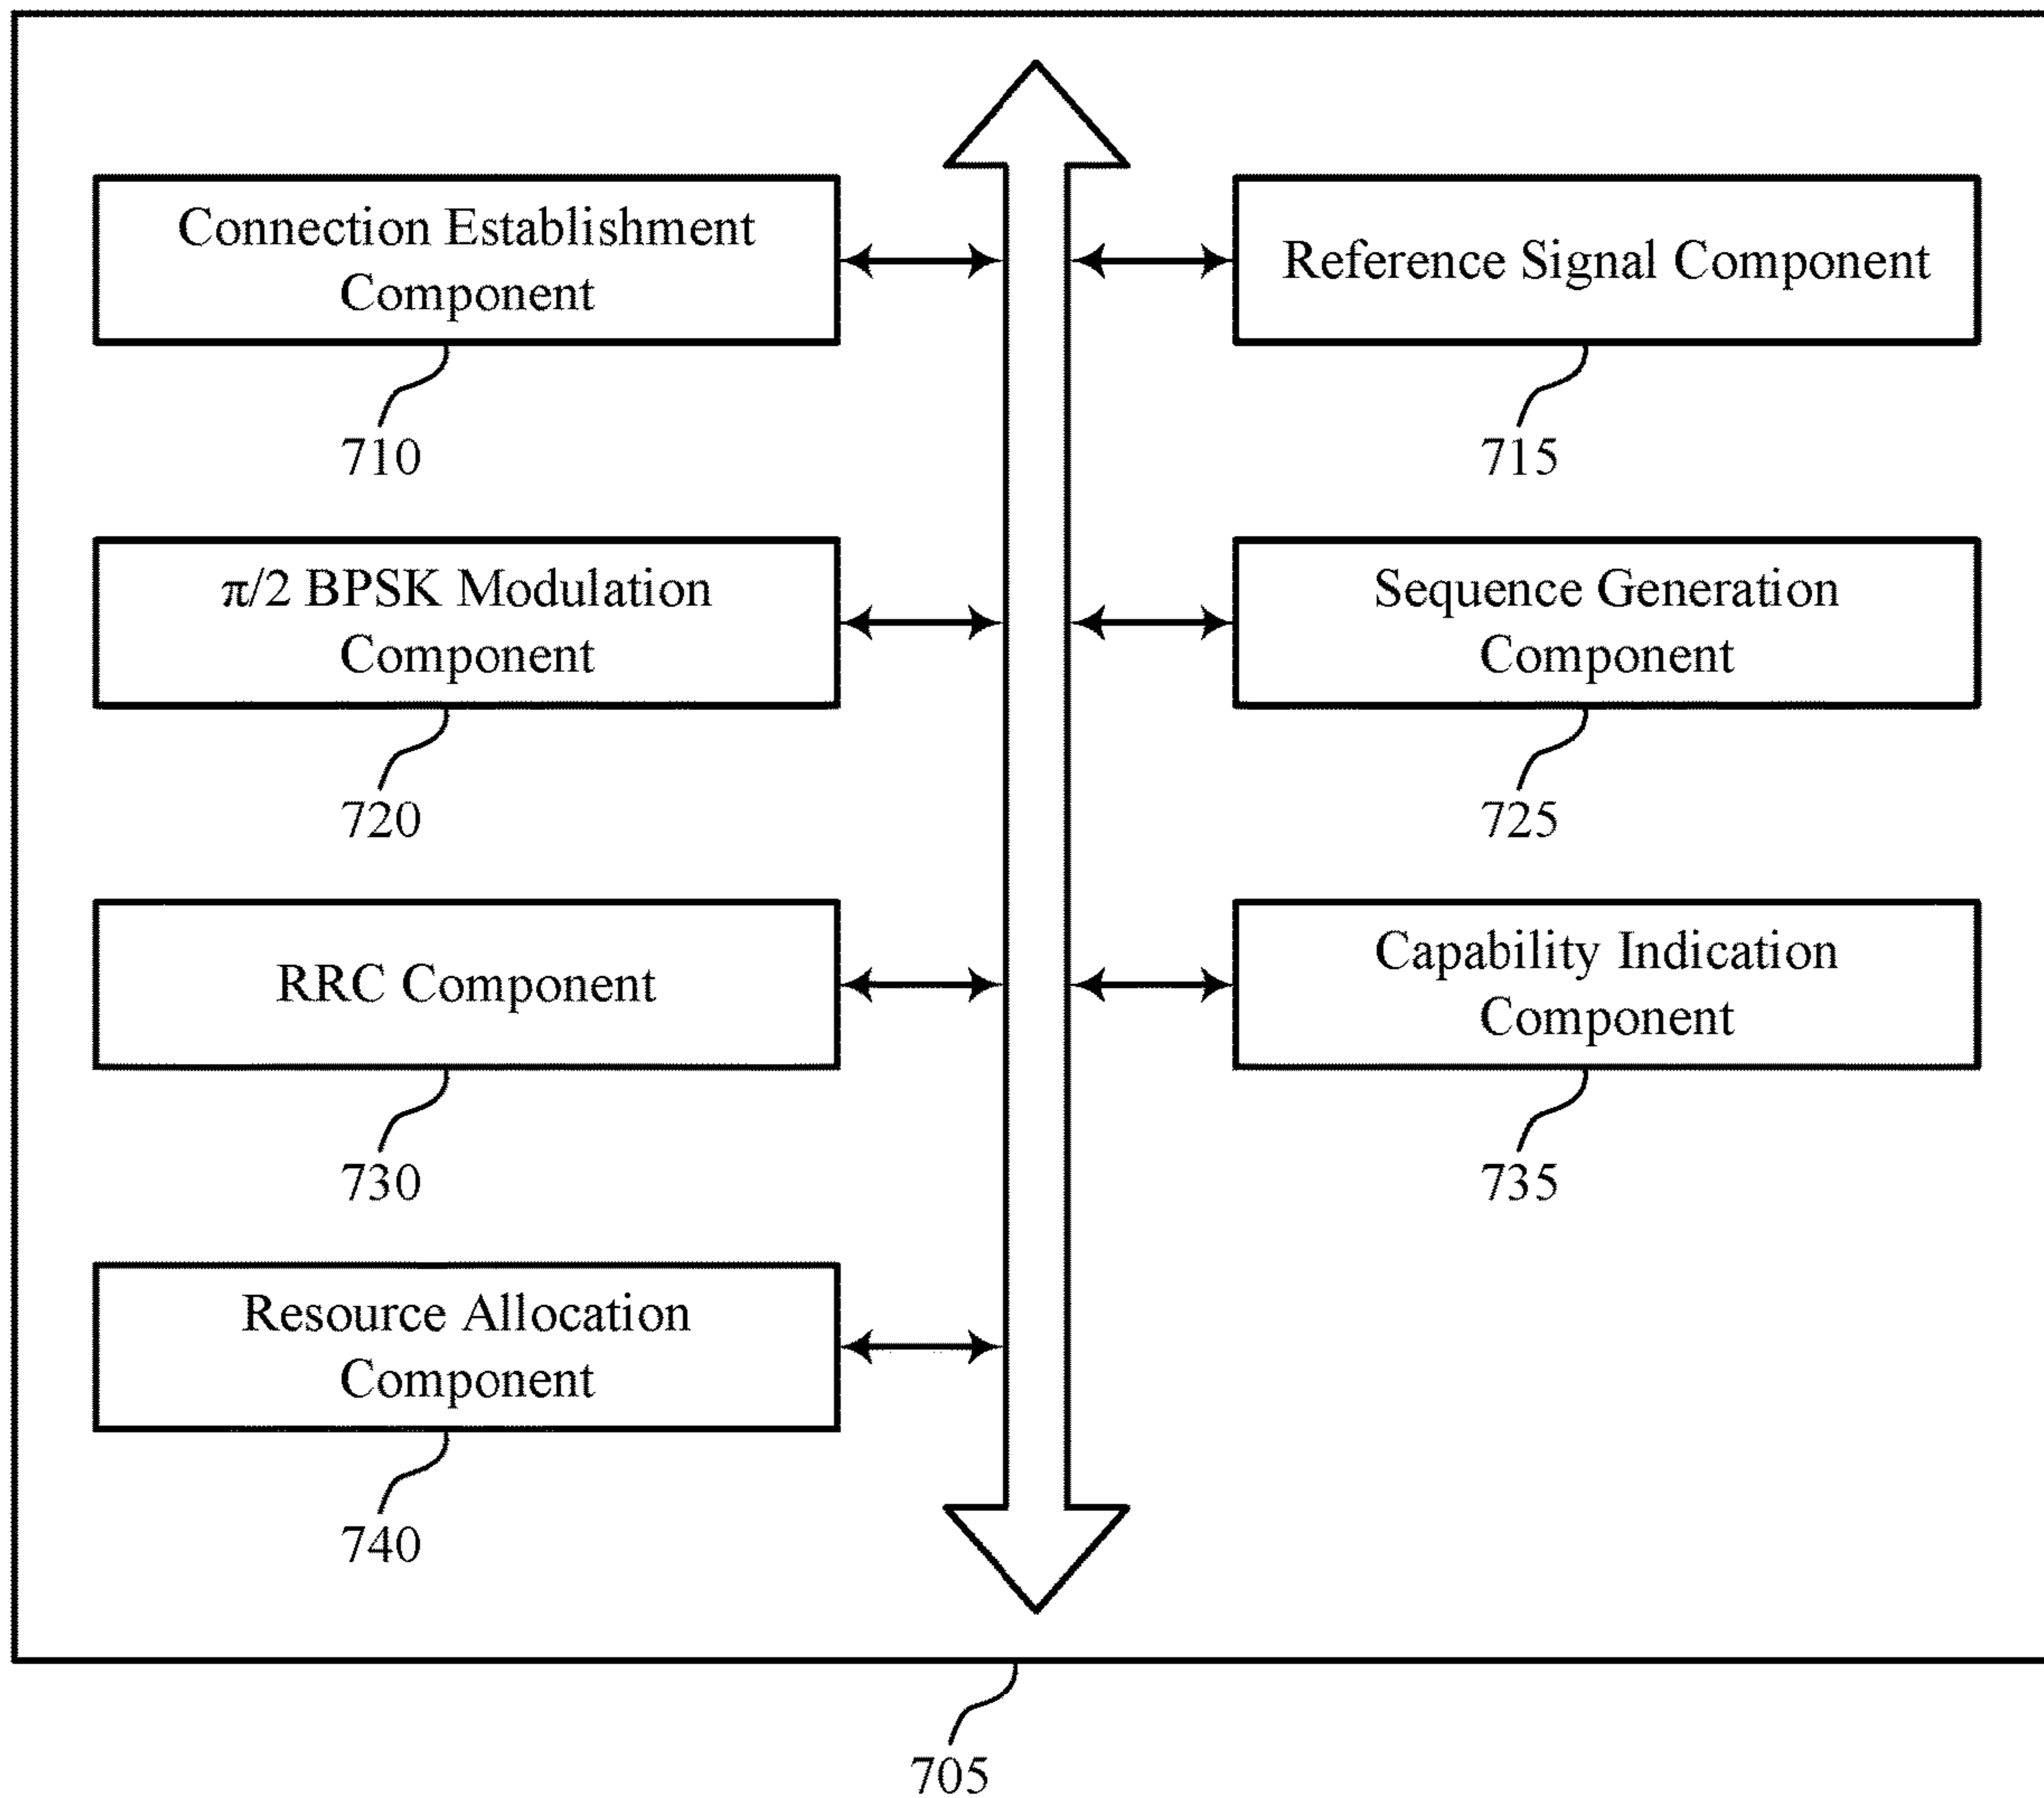 Connection Establishment
Component
710
Reference Signal Component
715
π/2 BPSK Modulation
Component
720
Sequence Generation
Component
725
RRC Component
730
Capability Indication
Component
735
Resource Allocation
Component
740
705